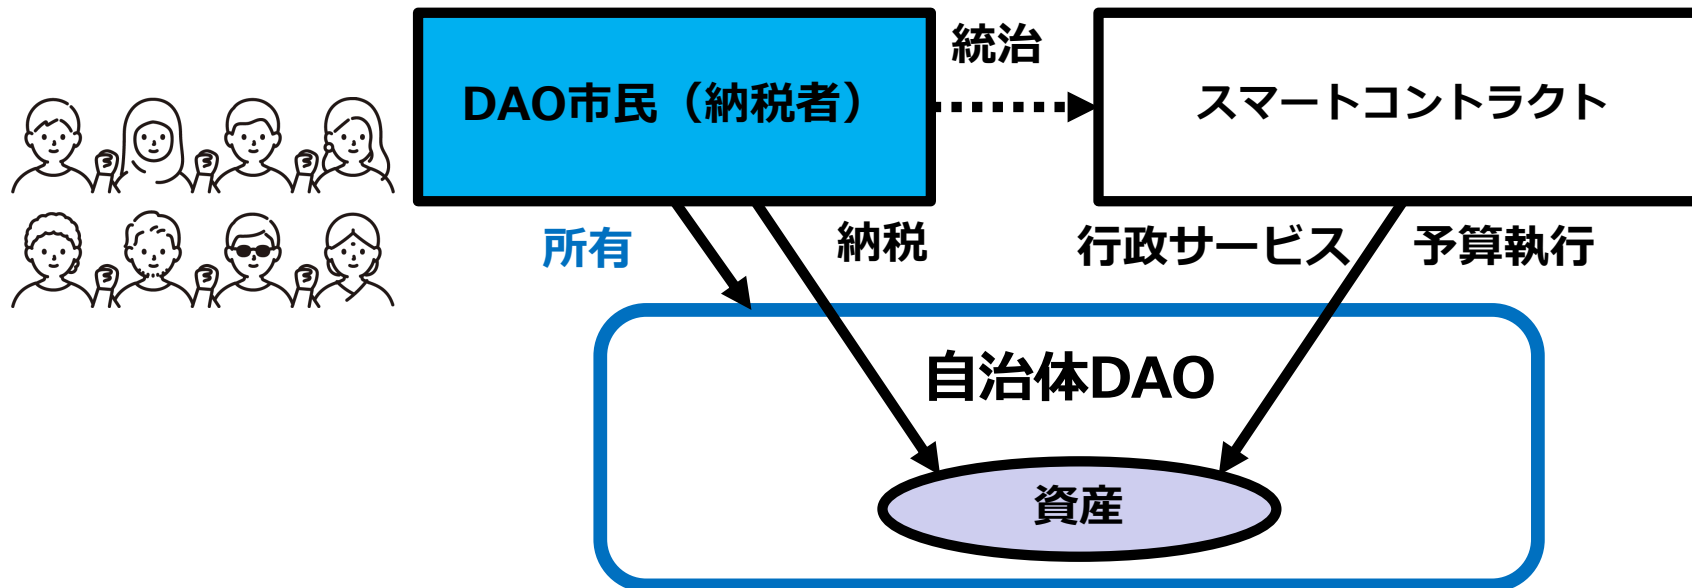 統治
DAO市民（納税者）
スマートコントラクト
所有
納税
行政サービス
予算執行
自治体DAO
資産